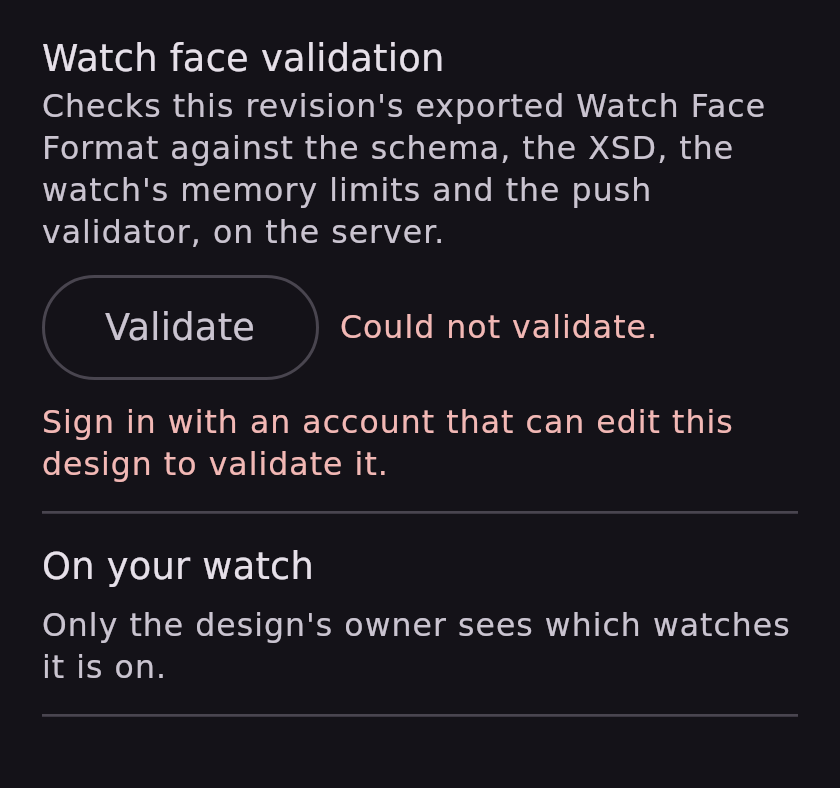 Watch face validation
Checks this revision's exported Watch Face
Format against the schema, the XSD, the
watch's memory limits and the push
validator, on the server.
Validate
Could not validate.
Sign in with an account that can edit this
design to validate it.
On your watch
Only the design's owner sees which watches
it is on.